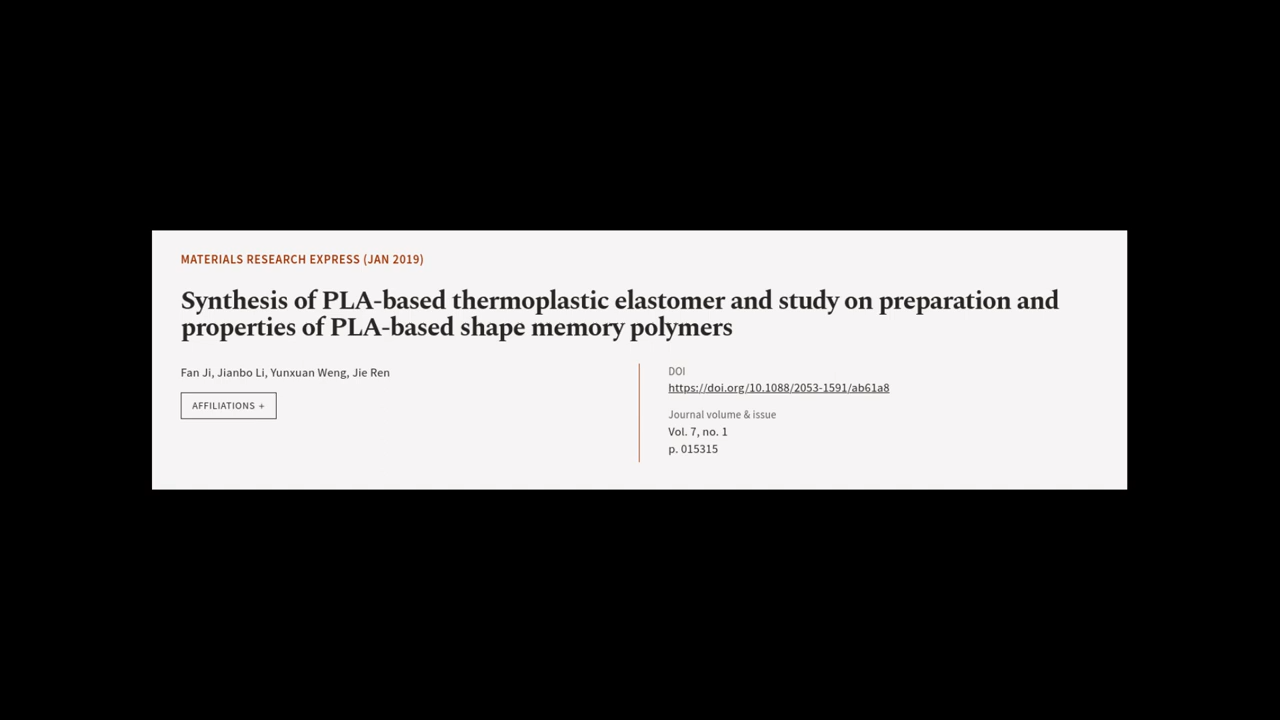 MATERIALS RESEARCH EXPRESS (JAN 2019)
Synthesis of PLA-based thermoplastic elastomer and study on preparation and
properties of PLA-based shape memory polymers
Fan Ji, Jianbo Li, Yunxuan Weng, Jie Ren
AFFILIATIONS +
DOI
https://doi.org/10.1088/2053-1591/ab61a8
Journal volume & issue
Vol. 7, no. 1
p. 015315